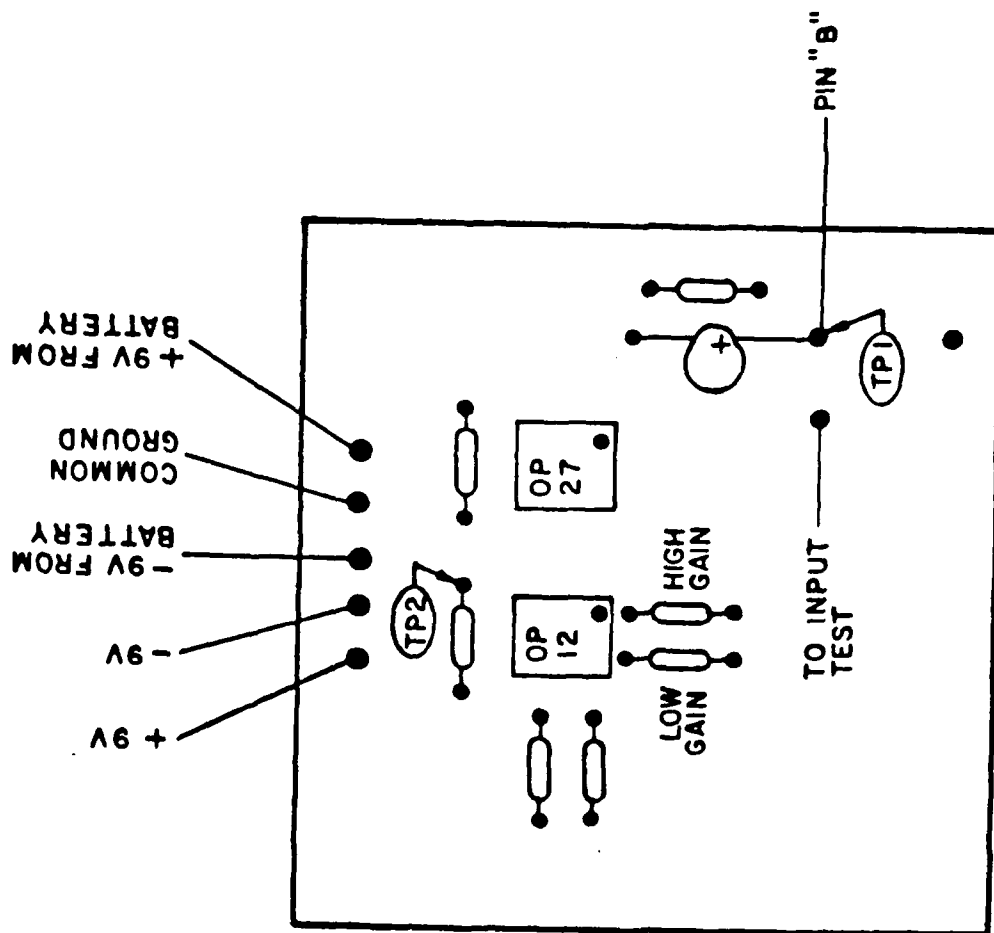 PIN "B"
+ 9V FROM
BATTERY
COMMON
GROUND
- 9V FROM
BATTERY
- 9V
+ 9V
TP1
TP2
OP
27
OP
12
HIGH
GAIN
LOW
GAIN
TO INPUT
TEST
+